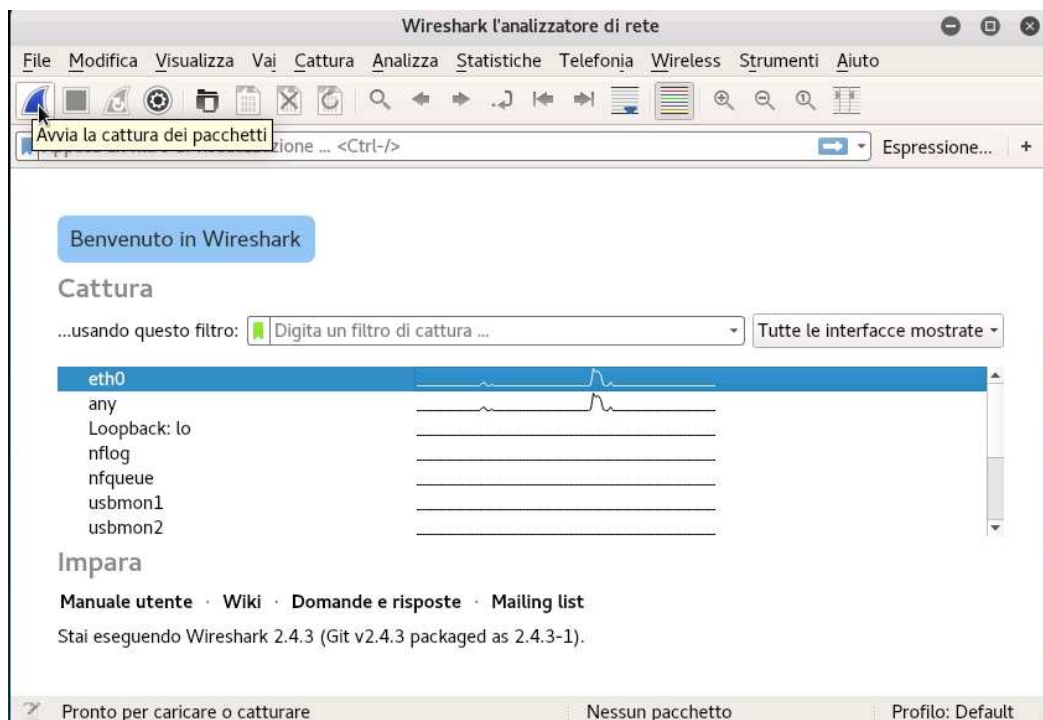 Wireshark l'analizzatore di rete
File Modifica Visualizza Vai Cattura Analizza Statistiche Telefonia Wireless Strumenti Aiuto
Avvia la cattura dei pacchetti
zione ... <Ctrl-/> Espressione... +
Benvenuto in Wireshark
Cattura
...usando questo filtro: Digita un filtro di cattura ... Tutte le interfacce mostrate
eth0
any
Loopback: lo
nflog
nfqueue
usbmon1
usbmon2
Impara
Manuale utente · Wiki · Domande e risposte · Mailing list
Stai eseguendo Wireshark 2.4.3 (Git v2.4.3 packaged as 2.4.3-1).
Pronto per caricare o catturare Nessun pacchetto Profilo: Default